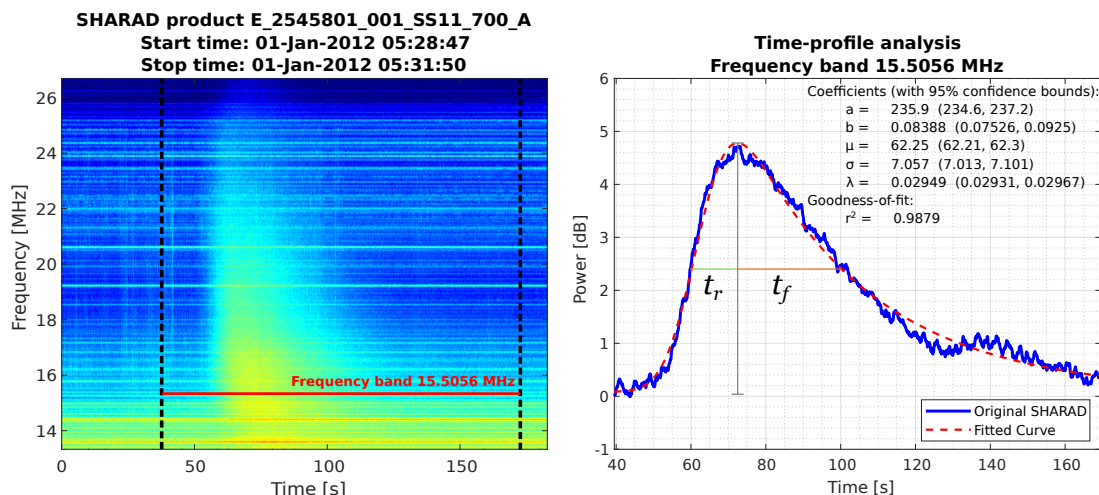 SHARAD product E_2545801_001_SS11_700_A
Start time: 01-Jan-2012 05:28:47
Stop time: 01-Jan-2012 05:31:50
26
24
22
20
18
16
14
Frequency [MHz]
Frequency band 15.5056 MHz
0
50
100
150
Time [s]
Time-profile analysis
Frequency band 15.5056 MHz
6
5
4
3
2
1
0
-1
Power [dB]
Coefficients (with 95% confidence bounds):
a = 235.9 (234.6, 237.2)
b = 0.08388 (0.07526, 0.0925)
μ = 62.25 (62.21, 62.3)
σ = 7.057 (7.013, 7.101)
λ = 0.02949 (0.02931, 0.02967)
Goodness-of-fit:
r² = 0.9879
t_r
t_f
Original SHARAD
Fitted Curve
40
60
80
100
120
140
160
Time [s]